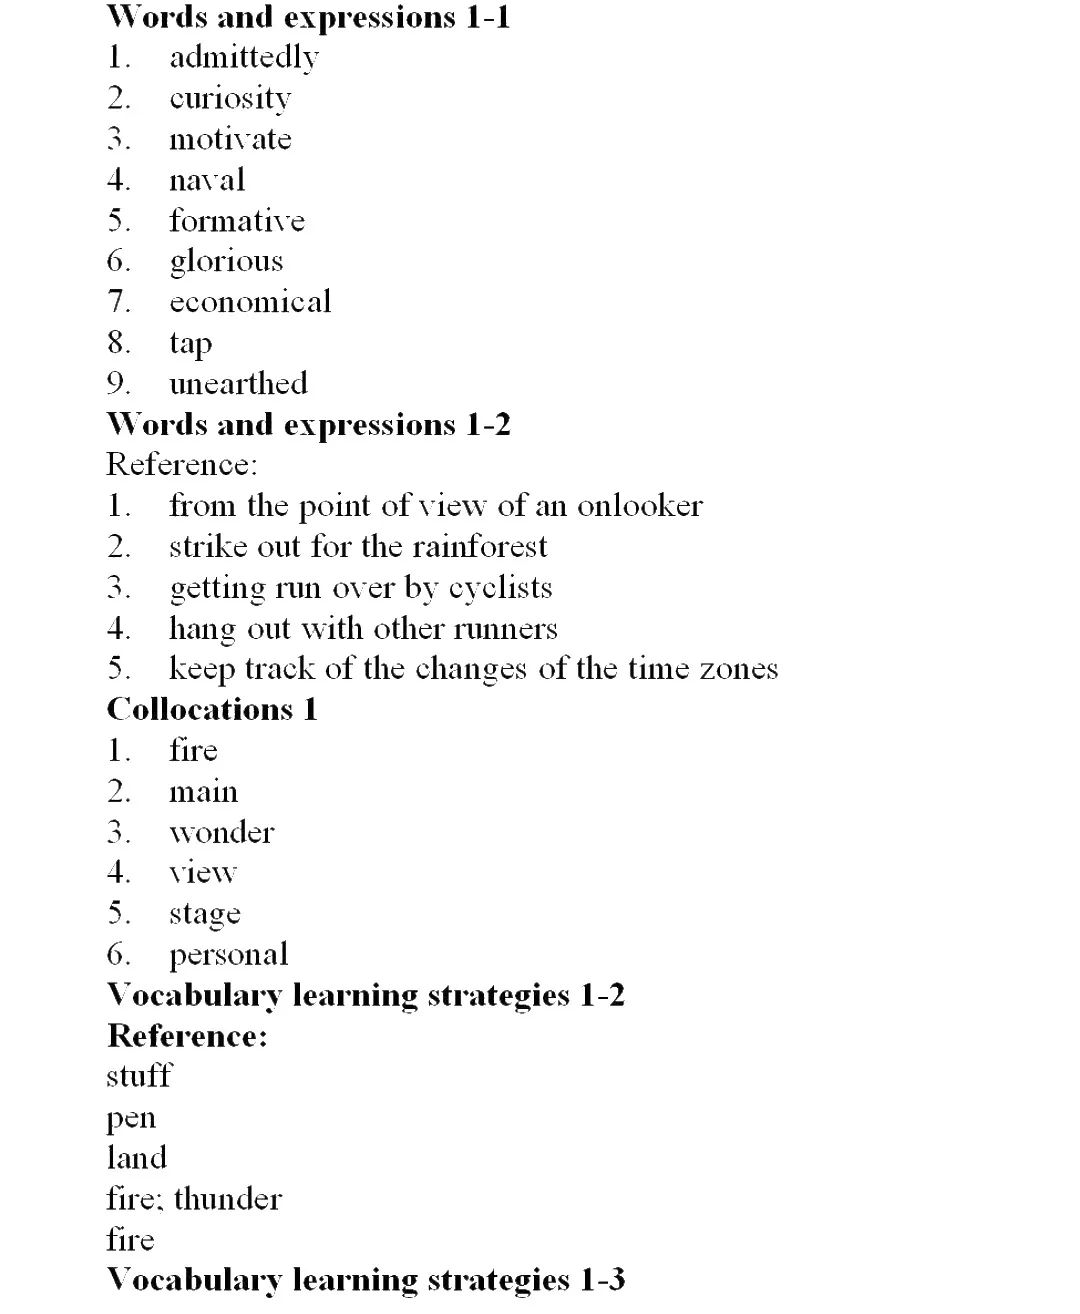 Words and expressions 1-1
1. admittedly
2. curiosity
3. motivate
4. naval
5. formative
6. glorious
7. economical
8. tap
9. unearthed
Words and expressions 1-2
Reference:
1. from the point of view of an onlooker
2. strike out for the rainforest
3. getting run over by cyclists
4. hang out with other runners
5. keep track of the changes of the time zones
Collocations 1
1. fire
2. main
3. wonder
4. view
5. stage
6. personal
Vocabulary learning strategies 1-2
Reference:
stuff
pen
land
fire; thunder
fire
Vocabulary learning strategies 1-3